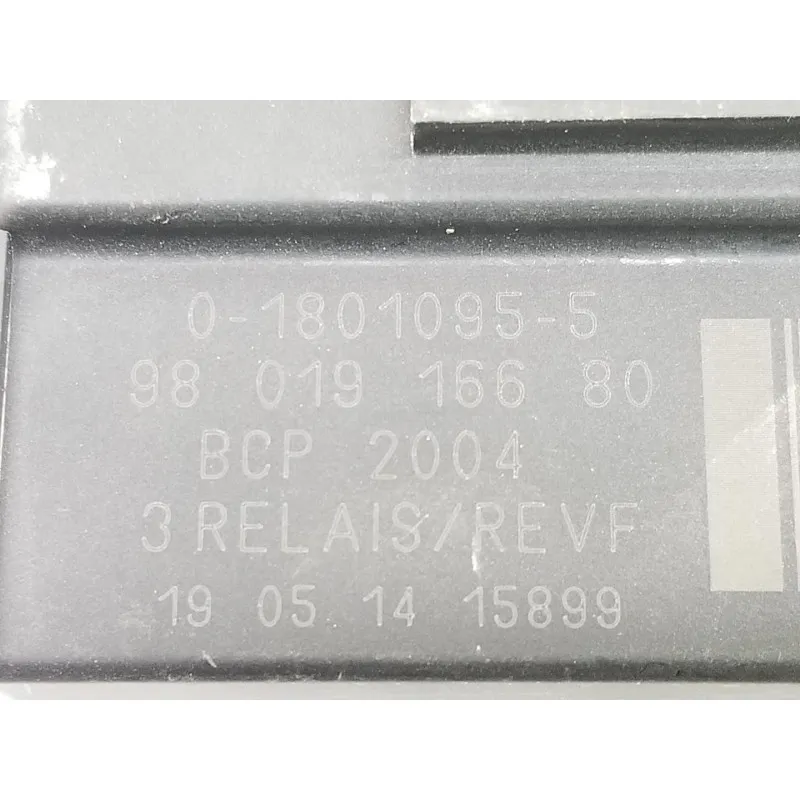 0-1801095-5
98 019 166 80
BCP 2004
3 RELAIS/REVF
19 05 14 15899